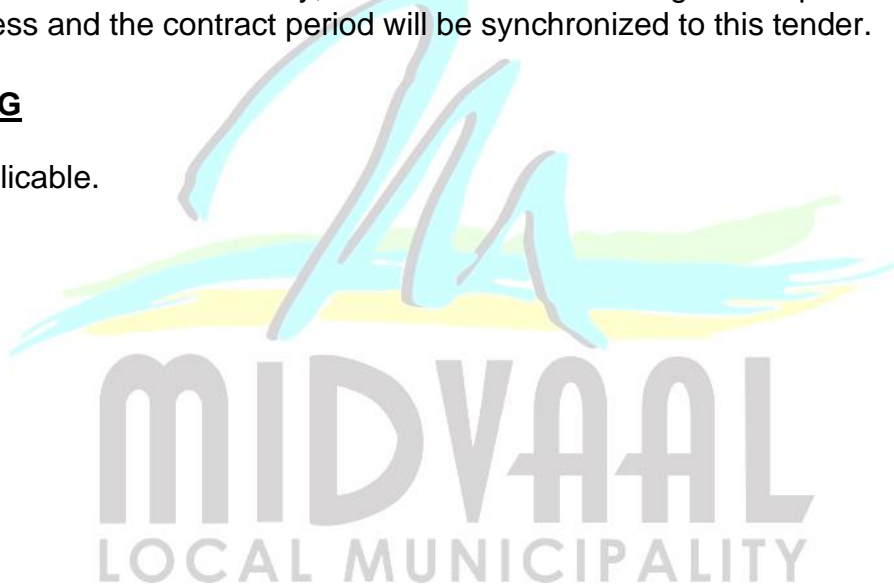 ess and the contract period will be synchronized to this tender.
G
licable.
MIDVAAL
LOCAL MUNICIPALITY